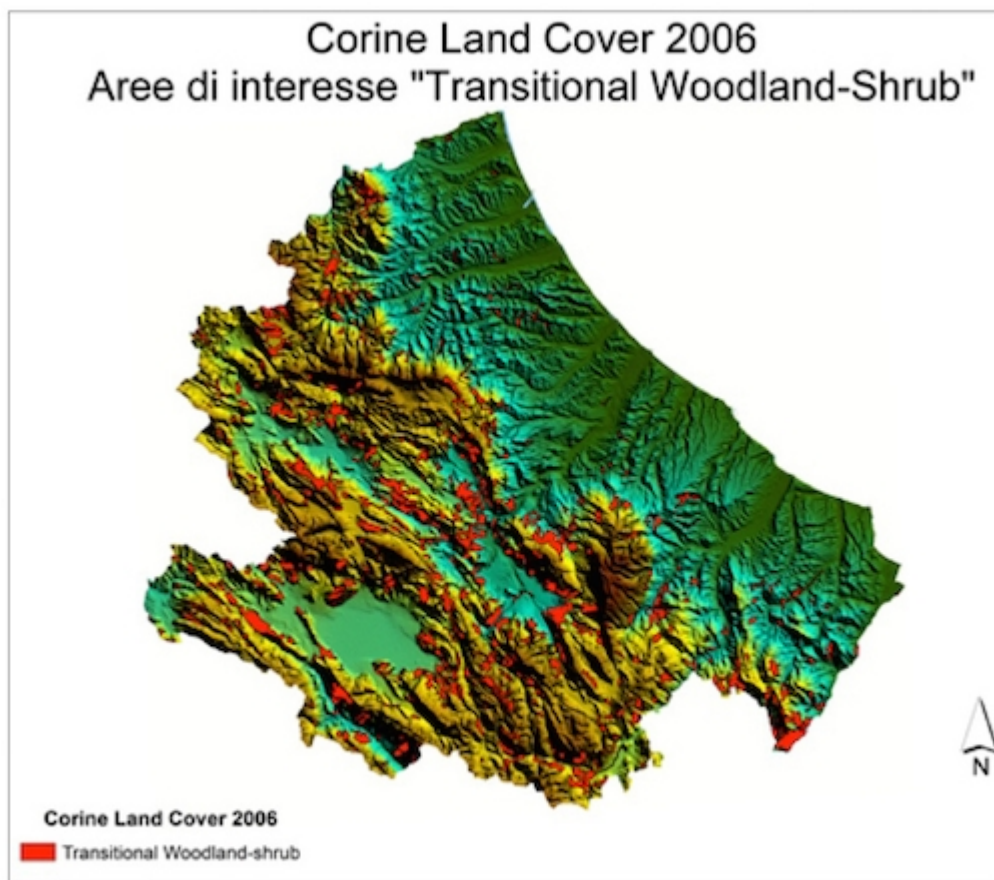 Corine Land Cover 2006
Aree di interesse "Transitional Woodland-Shrub"
N
Corine Land Cover 2006
Transitional Woodland-shrub